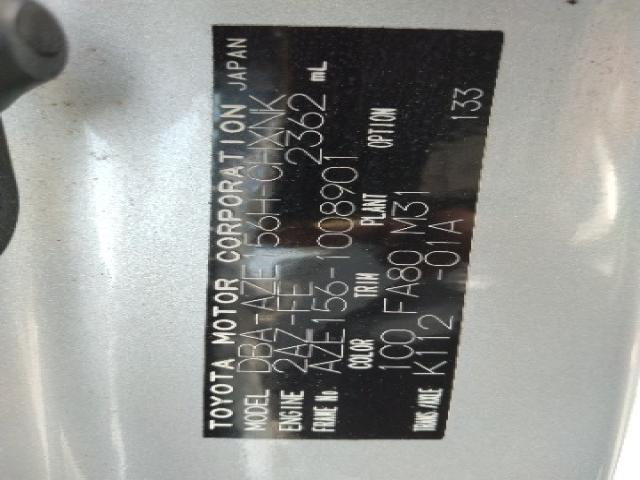 TOYOTA MOTOR CORPORATION JAPAN
MODEL DBA-AZE156H-CHXNK
ENGINE 2AZ-FE 2362 mL
FRAME No. AZE156-1008901
COLOR TRIM PLANT OPTION
1C0 FA80 M31
TRANS/AXLE K112 -01A 133